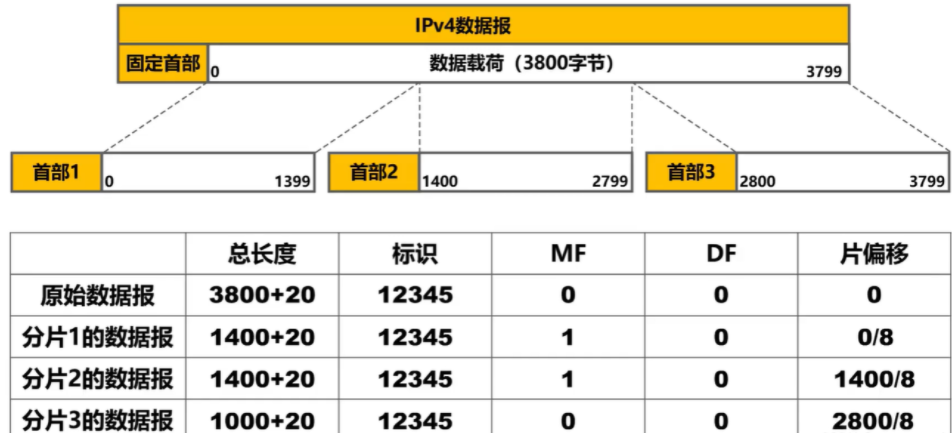 IPv4数据报
固定首部 0 数据载荷（3800字节） 3799
首部1 0 1399 首部2 1400 2799 首部3 2800 3799
总长度 标识 MF DF 片偏移
原始数据报 3800+20 12345 0 0 0
分片1的数据报 1400+20 12345 1 0 0/8
分片2的数据报 1400+20 12345 1 0 1400/8
分片3的数据报 1000+20 12345 0 0 2800/8